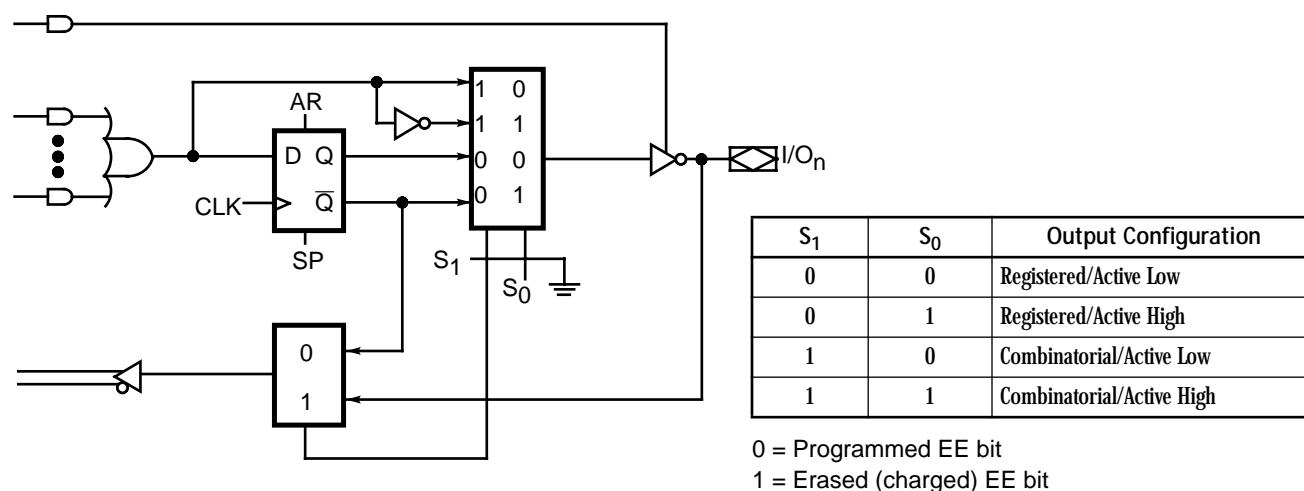 AR
1 0
1 1
D Q
0 0
I/On
CLK
Q
0 1
SP
S1
S0
0
1
S1 S0 Output Configuration
0 0 Registered/Active Low
0 1 Registered/Active High
1 0 Combinatorial/Active Low
1 1 Combinatorial/Active High
0 = Programmed EE bit
1 = Erased (charged) EE bit